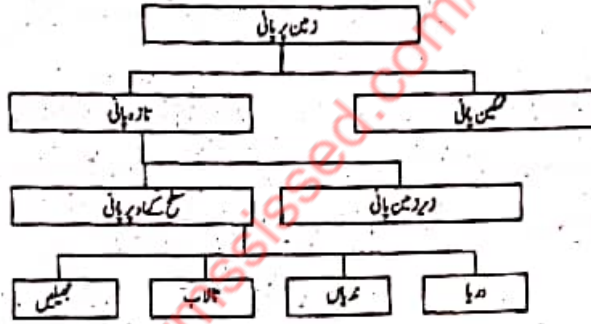 زمین پر پانی
نمکین پانی
تازہ پانی
زیر زمین پانی
سطح کے اوپر پانی
دریا
ندیاں
تالاب
جھیلیں